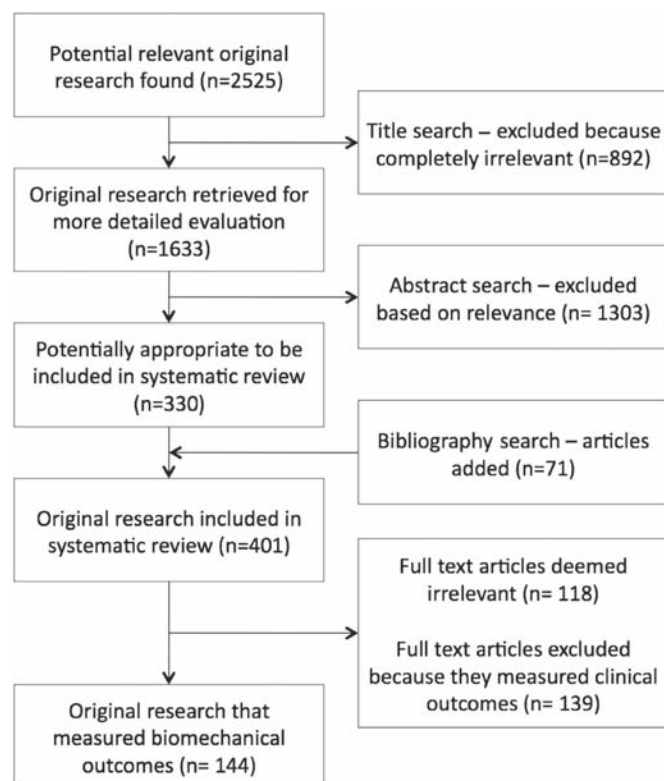 Potential relevant original
research found (n=2525)
Title search – excluded because
completely irrelevant (n=892)
Original research retrieved for
more detailed evaluation
(n=1633)
Abstract search – excluded
based on relevance (n= 1303)
Potentially appropriate to be
included in systematic review
(n=330)
Bibliography search – articles
added (n=71)
Original research included in
systematic review (n=401)
Full text articles deemed
irrelevant (n= 118)
Full text articles excluded
because they measured clinical
outcomes (n= 139)
Original research that
measured biomechanical
outcomes (n= 144)